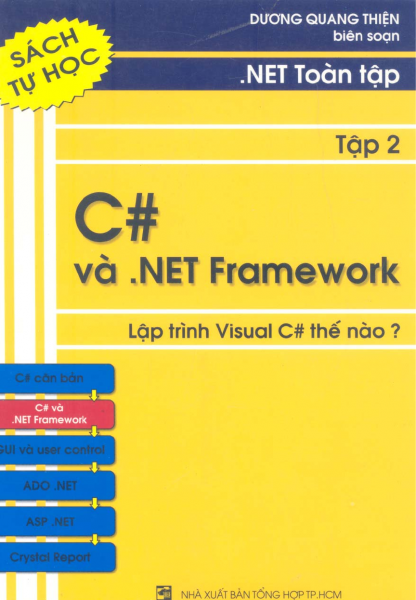 DƯƠNG QUANG THIỆN
biên soạn
SÁCH
TỰ HỌC
.NET Toàn tập
Tập 2
C#
và .NET Framework
Lập trình Visual C# thế nào ?
C# căn bản
C# và
.NET Framework
GUI và user control
ADO .NET
ASP .NET
Crystal Report
NHÀ XUẤT BẢN TỔNG HỢP TP.HCM